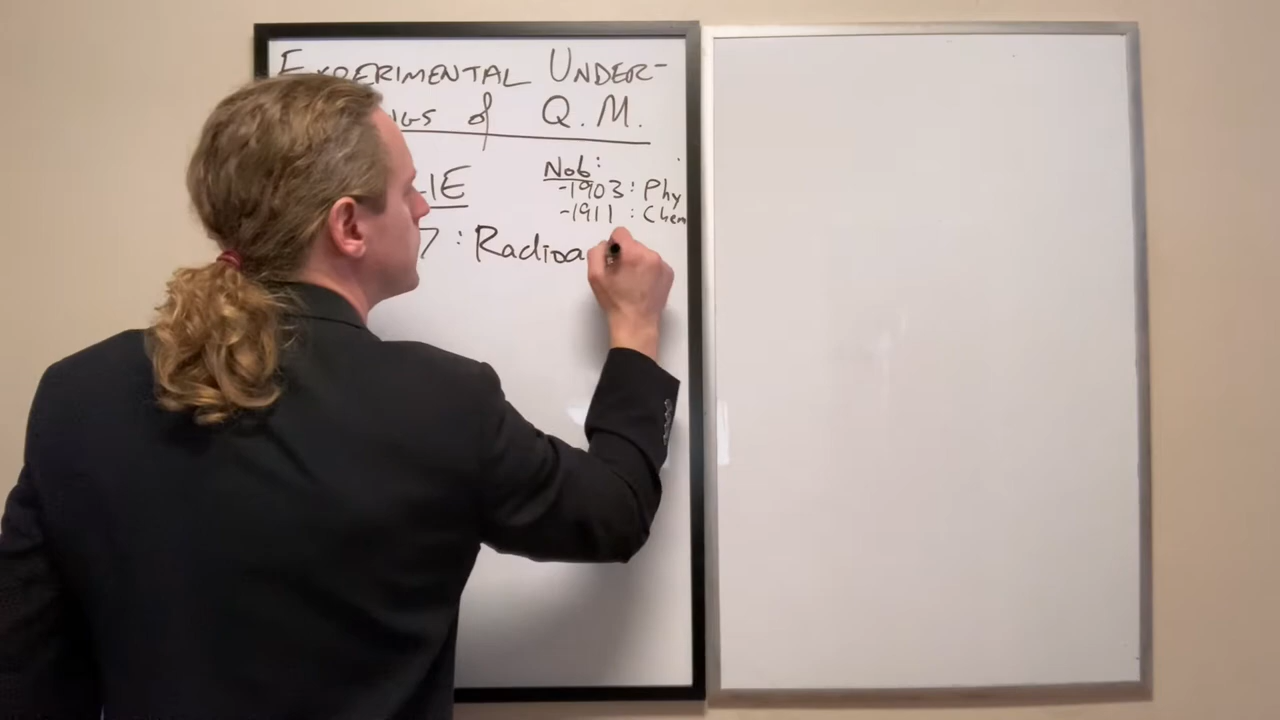 EXPERIMENTAL UNDER-
NGS of Q.M.
IE
Nob:
-1903: Phy
-1911: Chem
7: Radioa